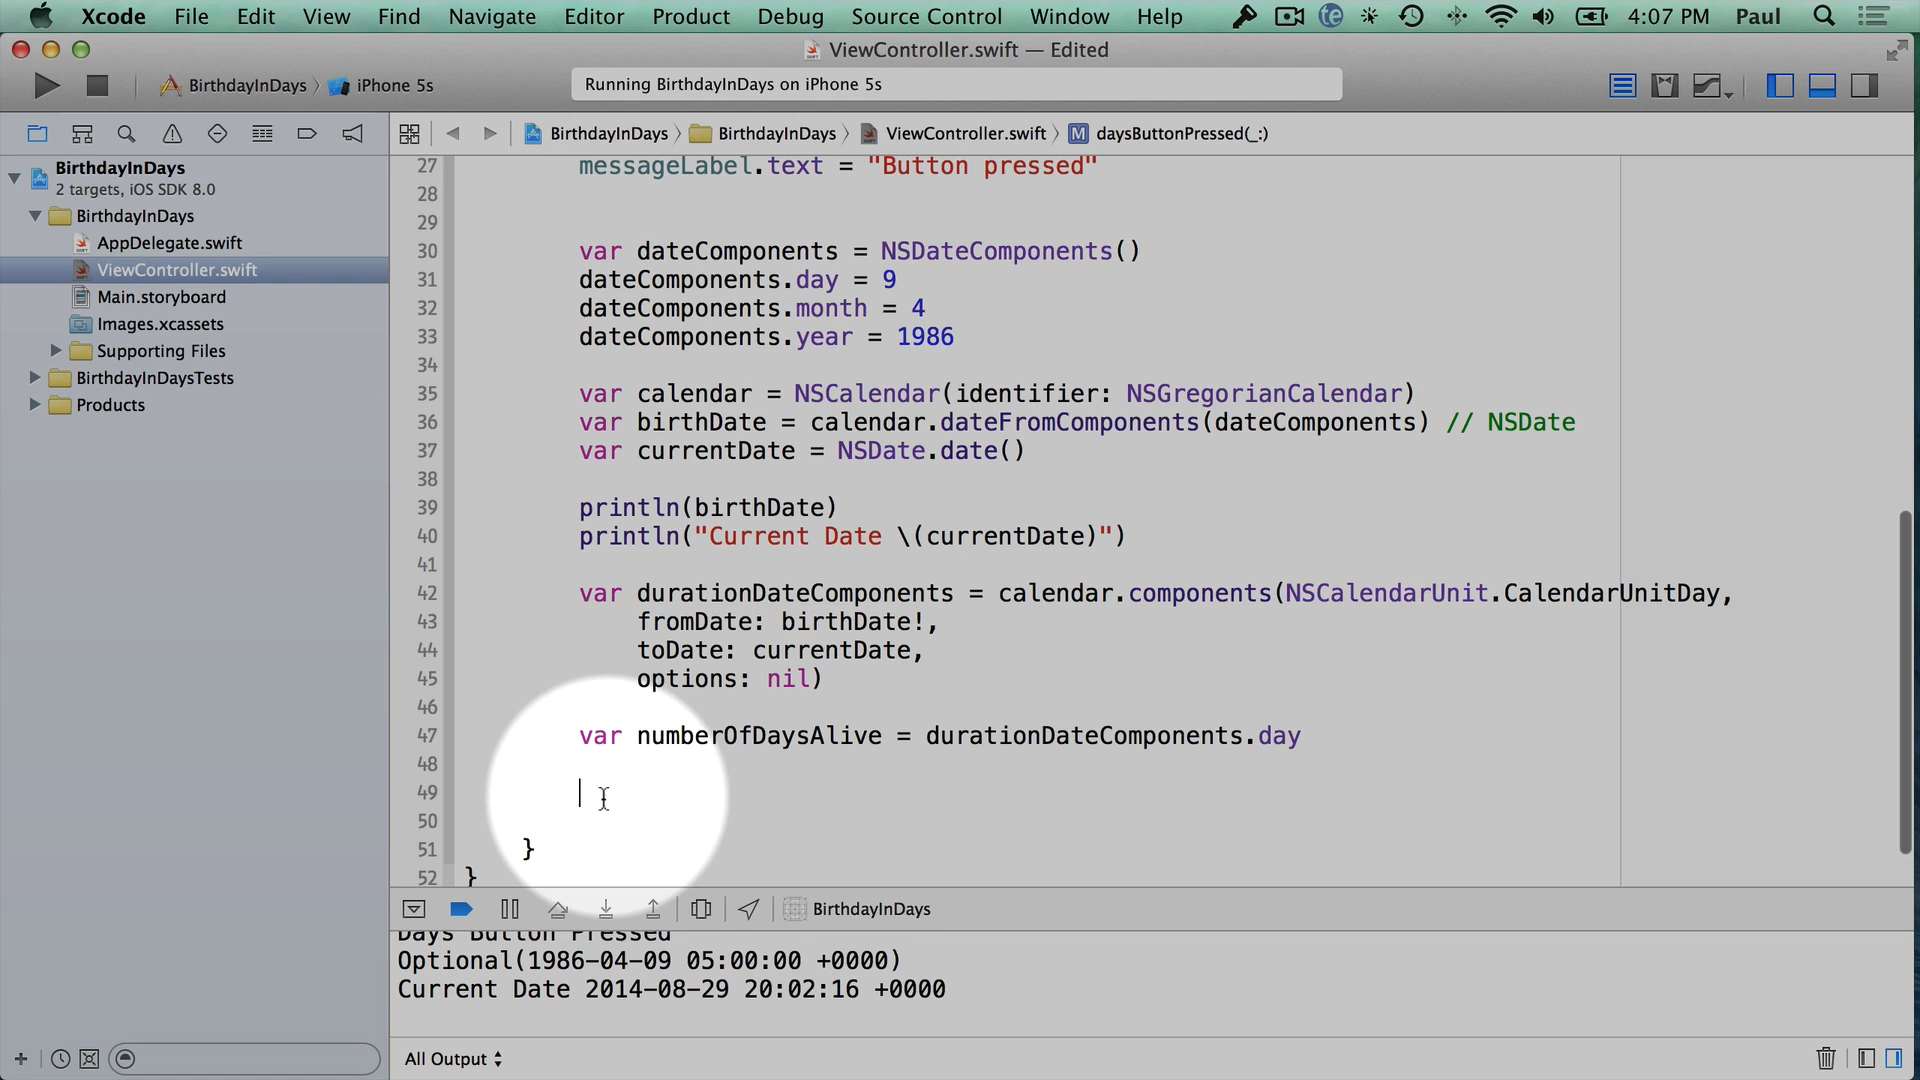 Xcode File Edit View Find Navigate Editor Product Debug Source Control Window Help te 4:07 PM Paul
ViewController.swift — Edited
BirthdayInDays iPhone 5s
Running BirthdayInDays on iPhone 5s
BirthdayInDays BirthdayInDays ViewController.swift M daysButtonPressed(_:)
BirthdayInDays
2 targets, iOS SDK 8.0
BirthdayInDays
AppDelegate.swift
ViewController.swift
Main.storyboard
Images.xcassets
Supporting Files
BirthdayInDaysTests
Products
27 messageLabel.text = "Button pressed"
28
29
30 var dateComponents = NSDateComponents()
31 dateComponents.day = 9
32 dateComponents.month = 4
33 dateComponents.year = 1986
34
35 var calendar = NSCalendar(identifier: NSGregorianCalendar)
36 var birthDate = calendar.dateFromComponents(dateComponents) // NSDate
37 var currentDate = NSDate.date()
38
39 println(birthDate)
40 println("Current Date \(currentDate)")
41
42 var durationDateComponents = calendar.components(NSCalendarUnit.CalendarUnitDay,
43 fromDate: birthDate!,
44 toDate: currentDate,
45 options: nil)
46
47 var numberOfDaysAlive = durationDateComponents.day
48
49
50
51 }
52 }
BirthdayInDays
Days Button Pressed
Optional(1986-04-09 05:00:00 +0000)
Current Date 2014-08-29 20:02:16 +0000
All Output